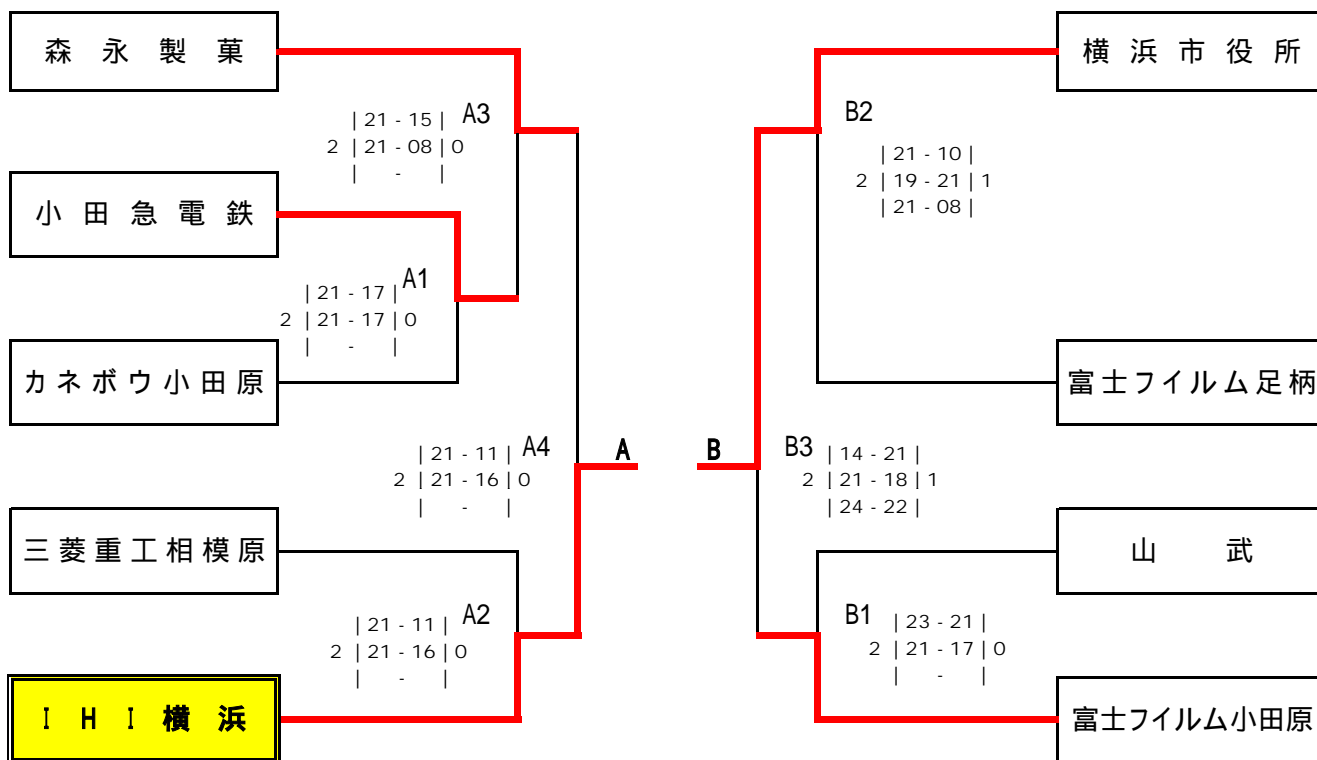 森永製菓
横浜市役所
A3
| 21 - 15 |
2 | 21 - 08 | 0
| - |
B2
| 21 - 10 |
2 | 19 - 21 | 1
| 21 - 08 |
小田急電鉄
A1
| 21 - 17 |
2 | 21 - 17 | 0
| - |
カネボウ小田原
富士フイルム足柄
A4
| 21 - 11 |
2 | 21 - 16 | 0
| - |
A
B
B3
| 14 - 21 |
2 | 21 - 18 | 1
| 24 - 22 |
三菱重工相模原
山武
A2
| 21 - 11 |
2 | 21 - 16 | 0
| - |
B1
| 23 - 21 |
2 | 21 - 17 | 0
| - |
IHI横浜
富士フイルム小田原